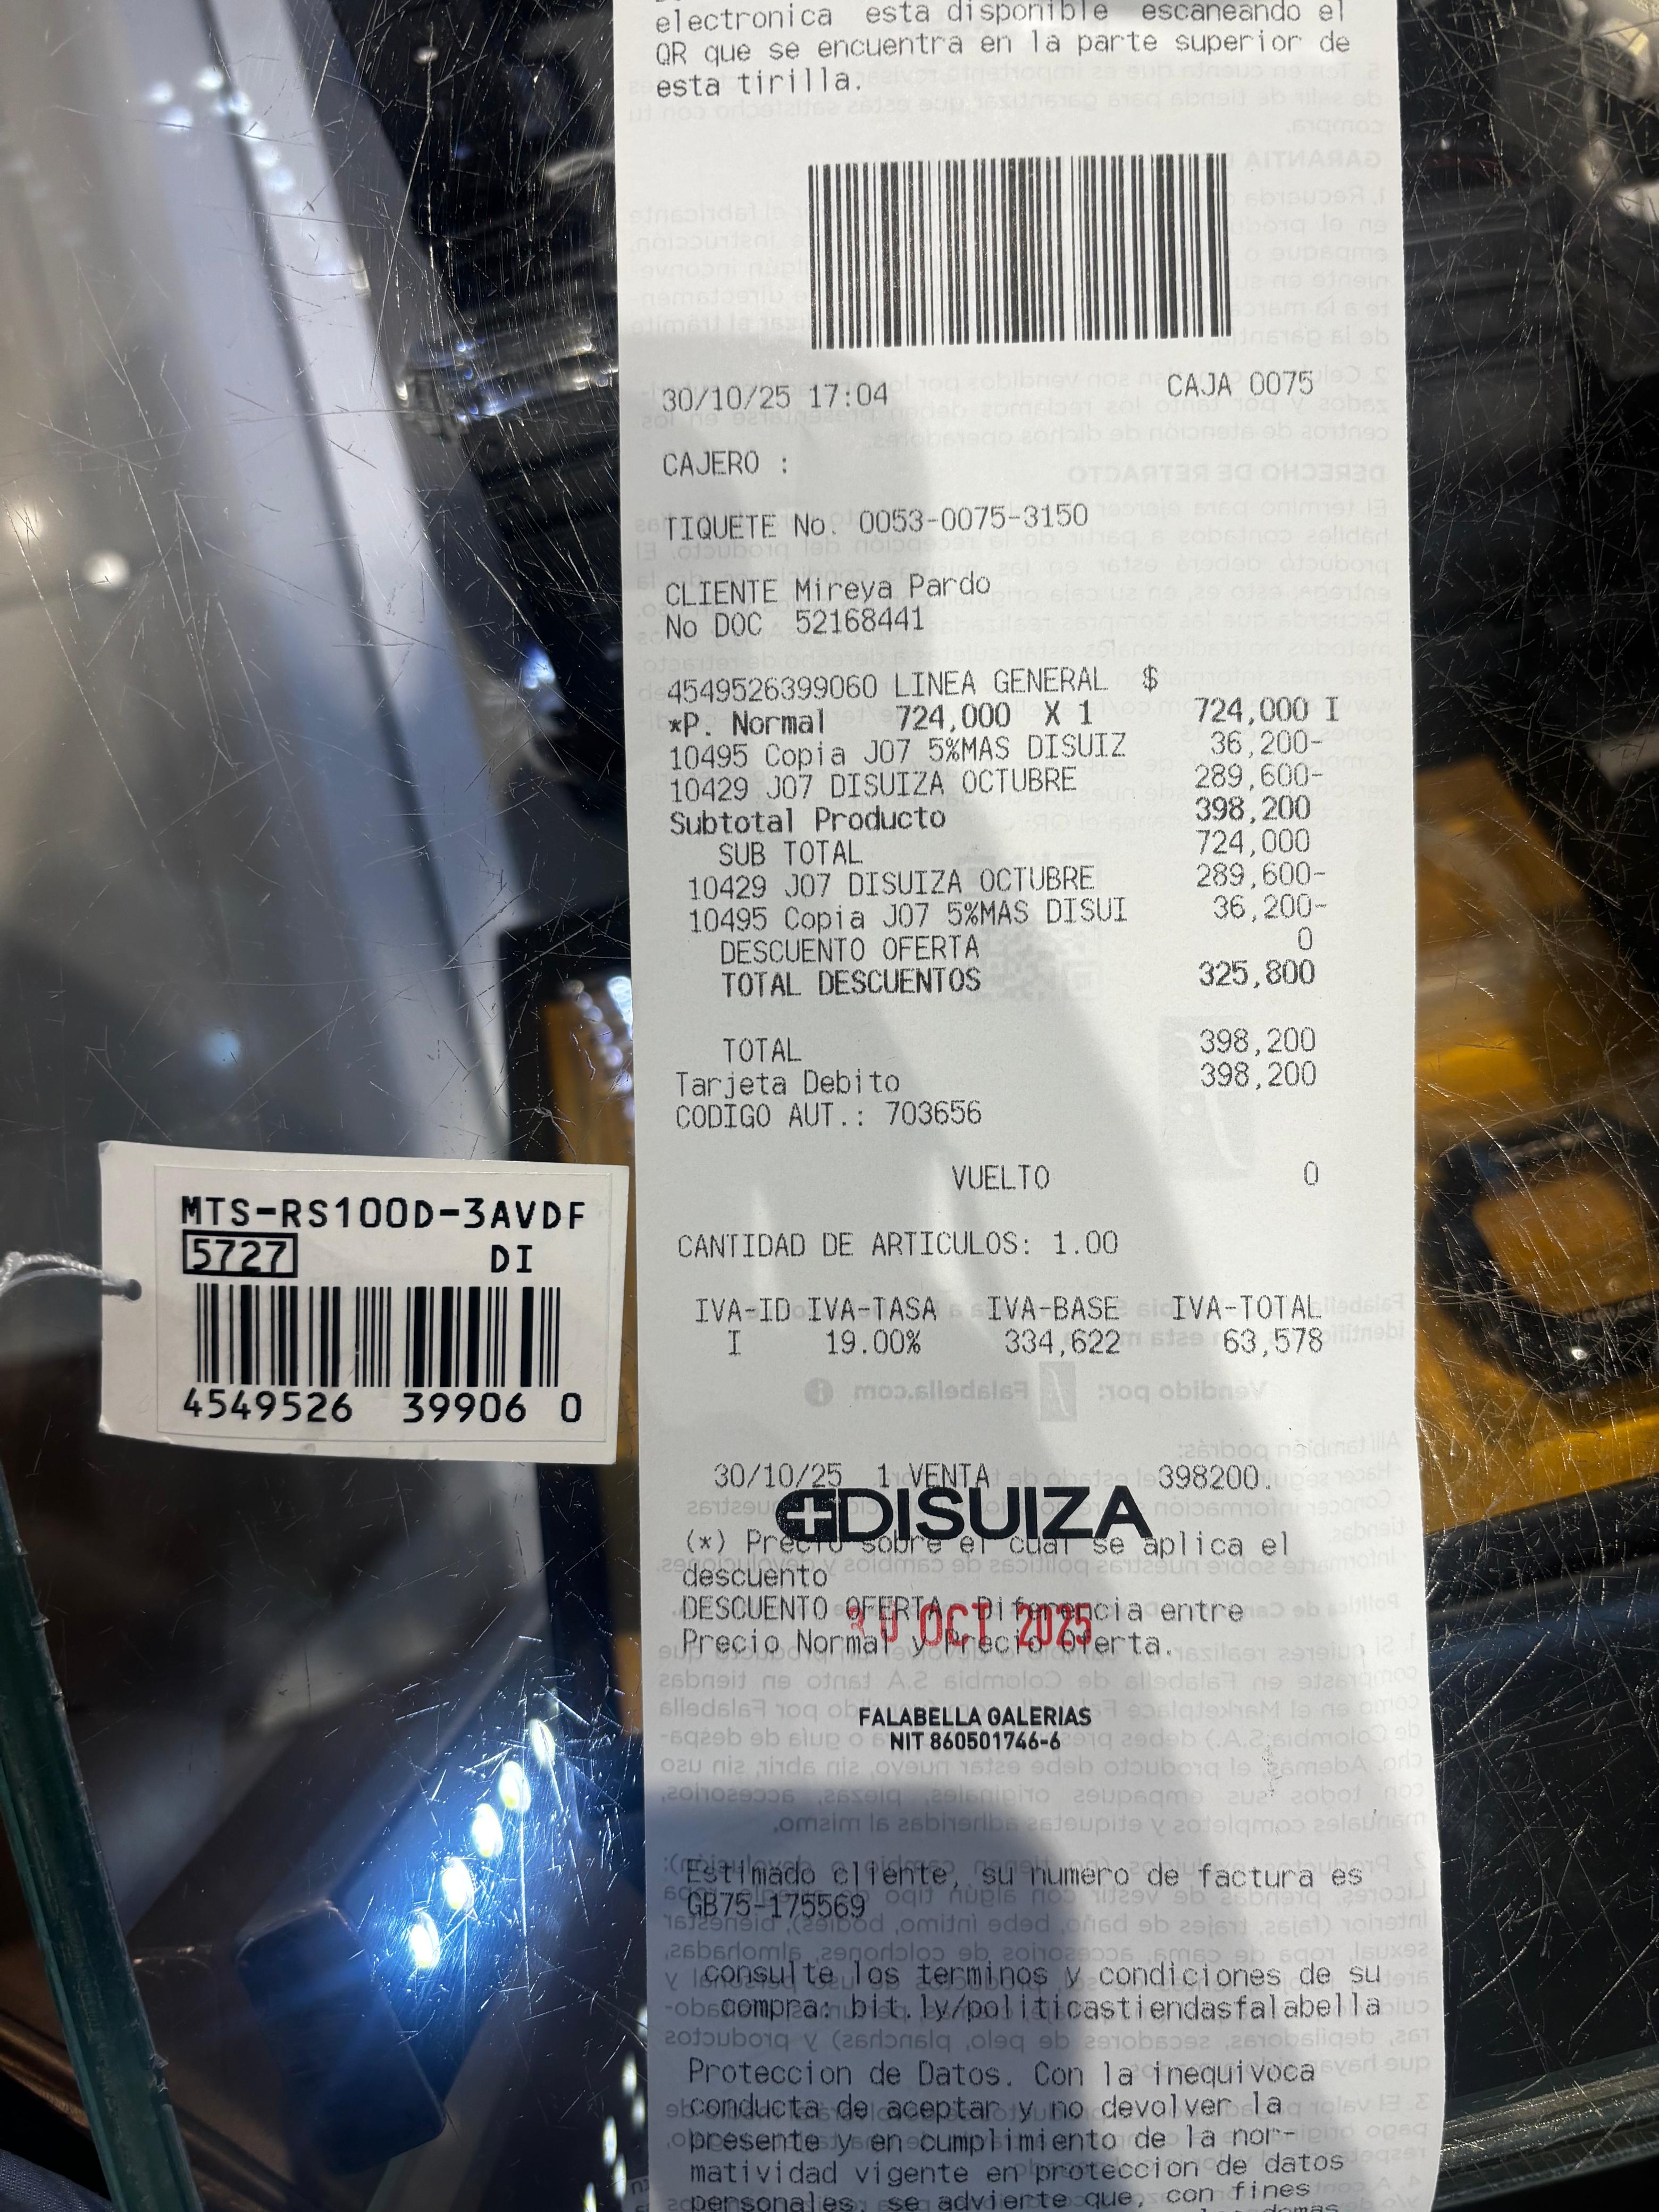 electronica esta disponible escaneando el
QR que se encuentra en la parte superior de
esta tirilla.
30/10/25 17:04 CAJA 0075
CAJERO :
TIQUETE No. 0053-0075-3150
CLIENTE Mireya Pardo
No DOC 52168441
4549526399060 LINEA GENERAL $
*P. Normal 724,000 X 1 724,000 I
10495 Copia J07 5%MAS DISUIZ 36,200-
10429 J07 DISUIZA OCTUBRE 289,600-
Subtotal Producto 398,200
SUB TOTAL 724,000
10429 J07 DISUIZA OCTUBRE 289,600-
10495 Copia J07 5%MAS DISUI 36,200-
DESCUENTO OFERTA 0
TOTAL DESCUENTOS 325,800
TOTAL 398,200
Tarjeta Debito 398,200
CODIGO AUT.: 703656
VUELTO 0
CANTIDAD DE ARTICULOS: 1.00
IVA-ID IVA-TASA IVA-BASE IVA-TOTAL
I 19.00% 334,622 63,578
30/10/25 1 VENTA 398200.
DISUIZA
(*) Precio sobre el cual se aplica el
descuento
DESCUENTO OFERTA: Diferencia entre
Precio Normal y Precio Oferta.
30 OCT 2025
FALABELLA GALERIAS
NIT 860501746-6
Estimado cliente, su numero de factura es
GB75-175569
consulte los terminos y condiciones de su
compra: bit.ly/politicastiendasfalabella
Proteccion de Datos. Con la inequivoca
conducta de aceptar y no devolver la
presente y en cumplimiento de la nor-
matividad vigente en proteccion de datos
personales, se advierte que, con fines
MTS-RS100D-3AVDF
5727 DI
4549526 39906 0